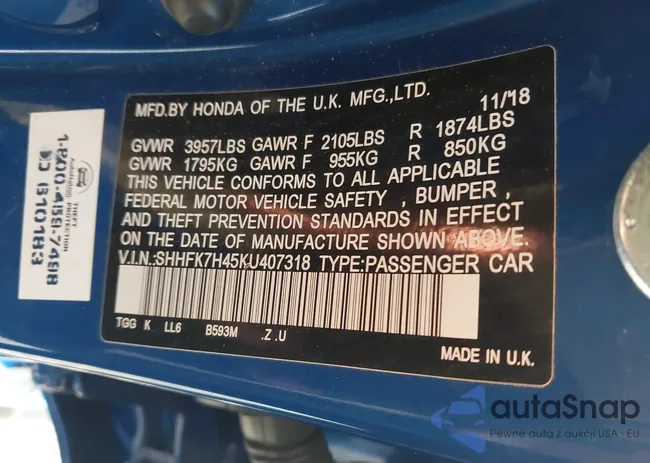 MFD.BY HONDA OF THE U.K. MFG.,LTD. 11/18
GVWR 3957LBS GAWR F 2105LBS R 1874LBS
GVWR 1795KG GAWR F 955KG R 850KG
THIS VEHICLE CONFORMS TO ALL APPLICABLE
FEDERAL MOTOR VEHICLE SAFETY , BUMPER ,
AND THEFT PREVENTION STANDARDS IN EFFECT
ON THE DATE OF MANUFACTURE SHOWN ABOVE.
V.I.N.:SHHFK7H45KU407318 TYPE:PASSENGER CAR
TGG K LL6 B593M .Z .U
MADE IN U.K.
THEFT
PROTECTION
1-800-459-7498
610183
autaSnap
Pewne auta z aukcji USA i EU